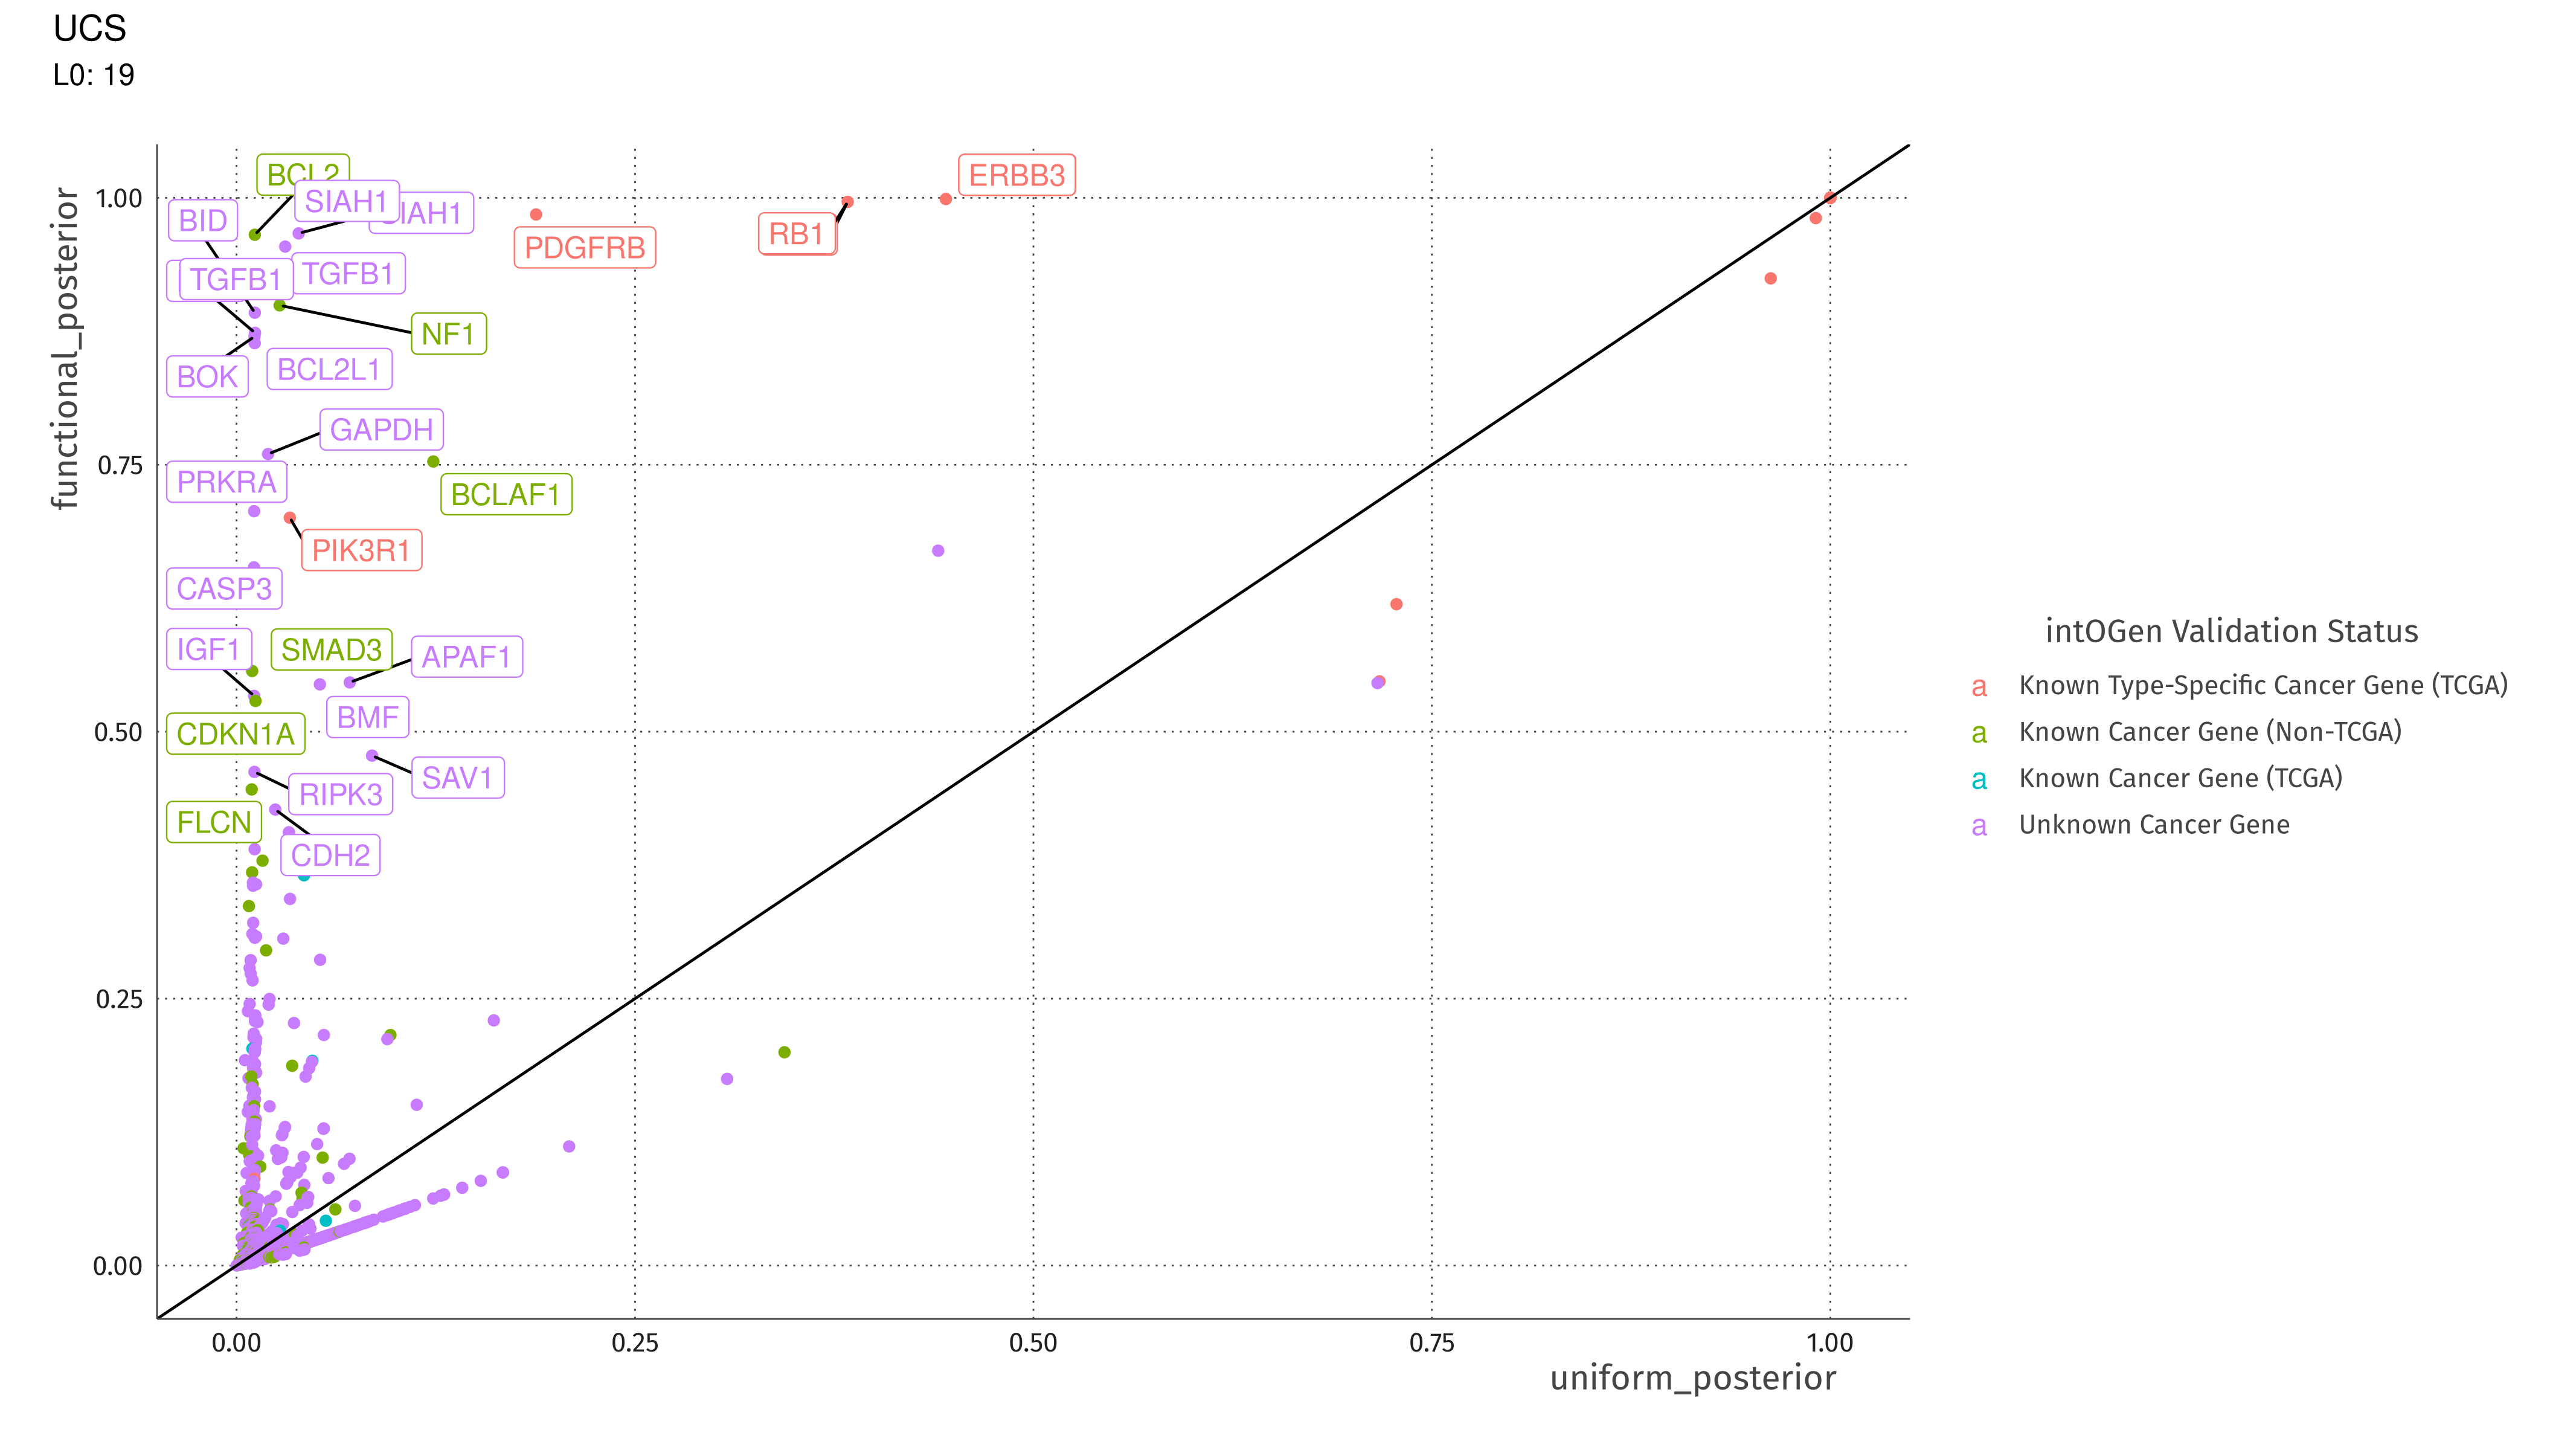 UCS
L0: 19
functional_posterior
1.00
0.75
0.50
0.25
0.00
BCL2
SIAH1
IAH1
BID
TGFB1
TGFB1
NF1
BOK
BCL2L1
GAPDH
PRKRA
BCLAF1
PIK3R1
CASP3
IGF1
SMAD3
APAF1
BMF
CDKN1A
SAV1
RIPK3
FLCN
CDH2
PDGFRB
RB1
ERBB3
0.00
0.25
0.50
0.75
1.00
uniform_posterior
intOGen Validation Status
a Known Type-Specific Cancer Gene (TCGA)
a Known Cancer Gene (Non-TCGA)
a Known Cancer Gene (TCGA)
a Unknown Cancer Gene